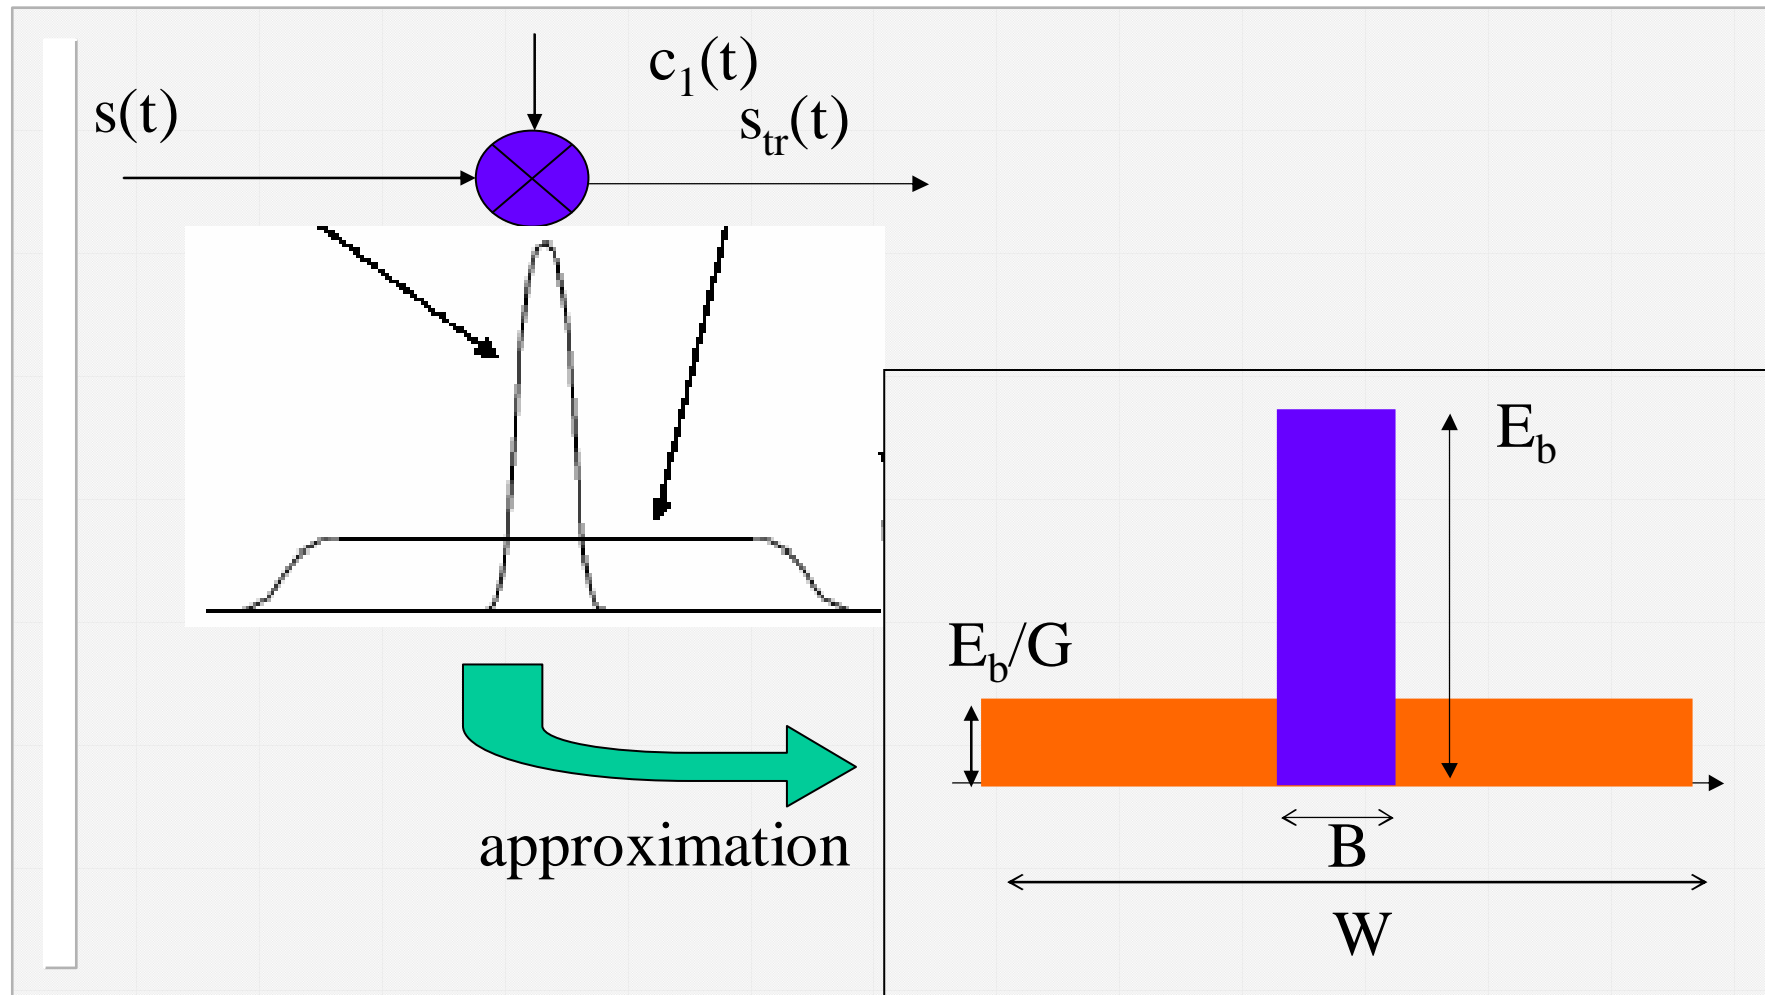 c1(t)
s(t)
str(t)
Eb
Eb/G
B
approximation
W